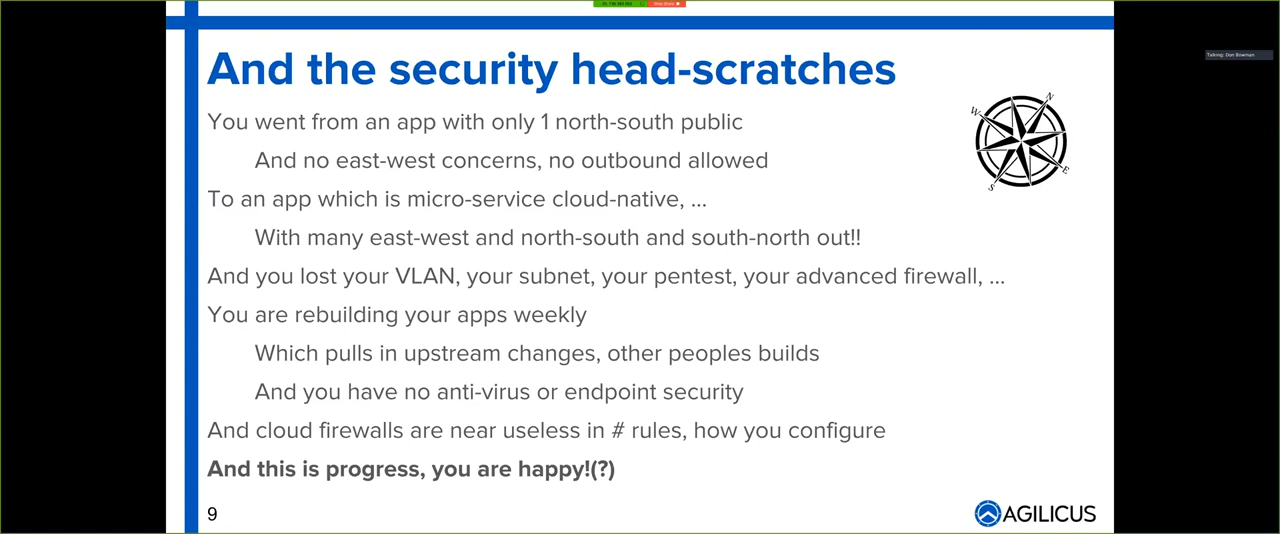 Talking: Don Bowman
And the security head-scratches
You went from an app with only 1 north-south public
And no east-west concerns, no outbound allowed
To an app which is micro-service cloud-native, ...
With many east-west and north-south and south-north out!!
And you lost your VLAN, your subnet, your pentest, your advanced firewall, ...
You are rebuilding your apps weekly
Which pulls in upstream changes, other peoples builds
And you have no anti-virus or endpoint security
And cloud firewalls are near useless in # rules, how you configure
And this is progress, you are happy!(?)
N
W
E
S
9
AGILICUS